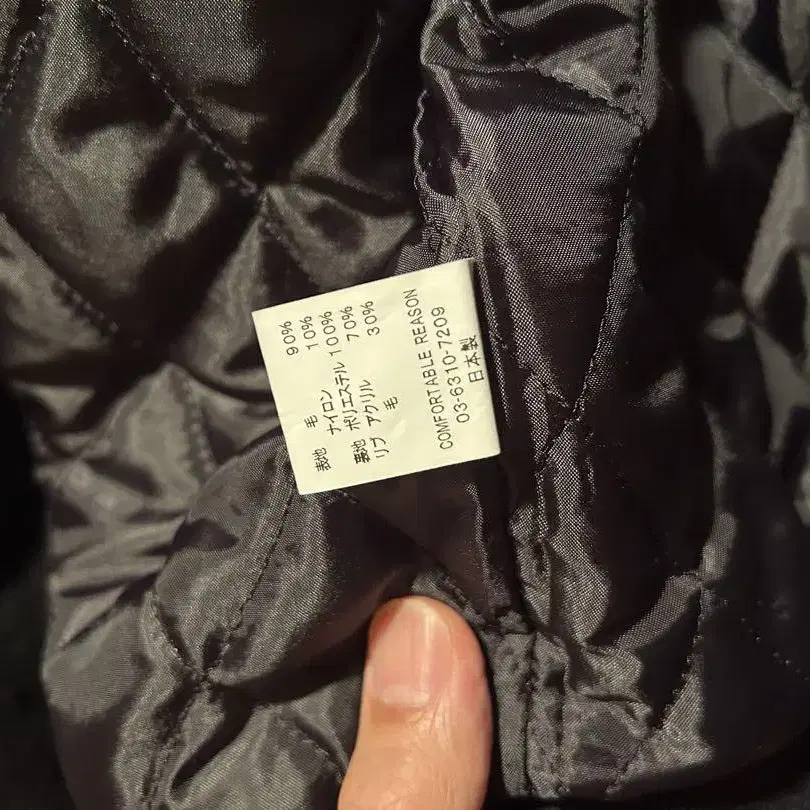 表地 毛 90%
ナイロン 10%
裏地 ポリエステル 100%
リブ アクリル 70%
毛 30%
COMFORTABLE REASON
03-6310-7209
日本製